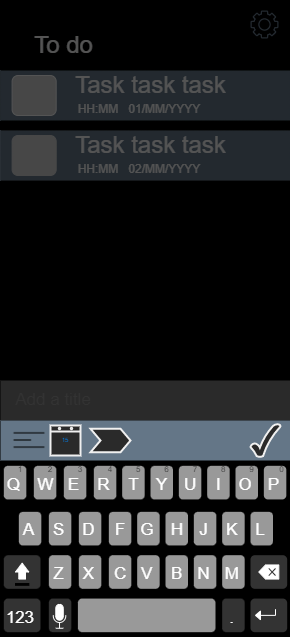 To do
Task task task
HH:MM 01/MM/YYYY
Task task task
HH:MM 02/MM/YYYY
Add a title
15
1 2 3 4 5 6 7 8 9 0
Q W E R T Y U I O P
A S D F G H J K L
Z X C V B N M
123 .